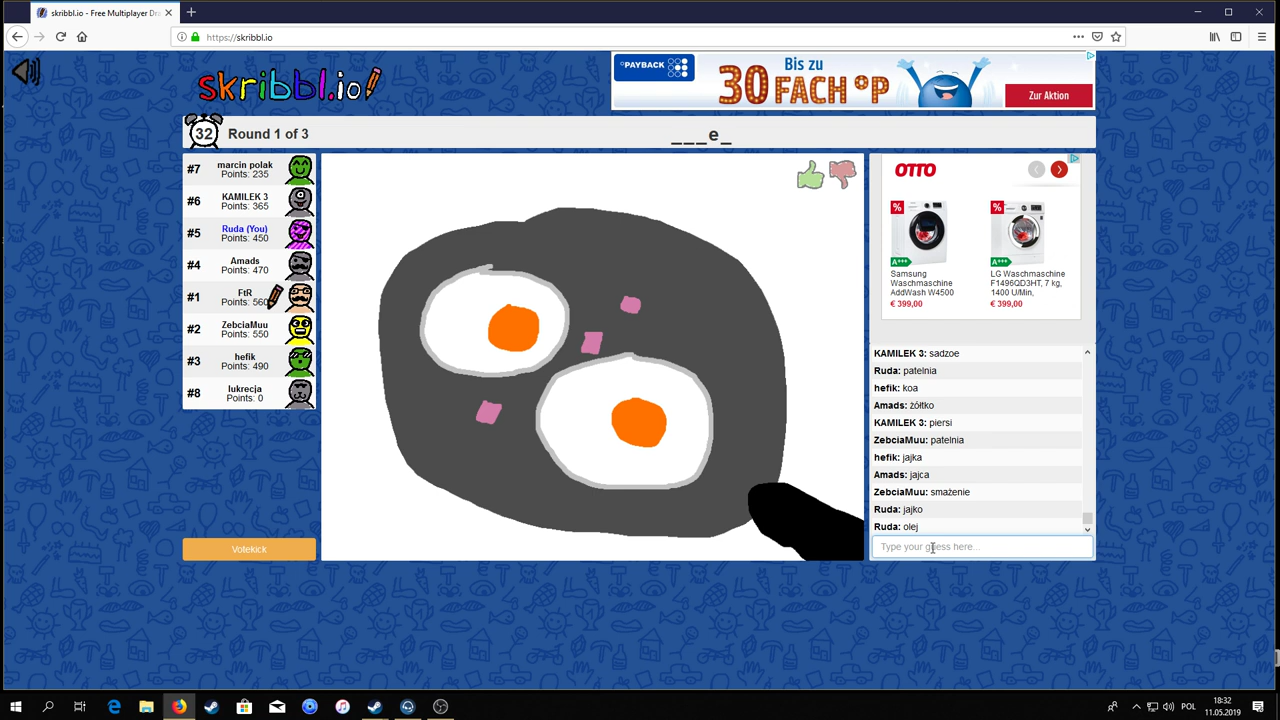 skribbl.io - Free Multiplayer Dr
https://skribbl.io
skribbl.io
°PAYBACK
Bis zu
30 FACH °P
Zur Aktion
32
Round 1 of 3
___e_
#7
marcin polak
Points: 235
#6
KAMILEK 3
Points: 365
#5
Ruda (You)
Points: 450
#4
Amads
Points: 470
#1
FtR
Points: 560
#2
ZebciaMuu
Points: 550
#3
hefik
Points: 490
#8
lukrecja
Points: 0
Votekick
OTTO
%
A+++
Samsung
Waschmaschine
AddWash W4500
€ 399,00
%
A+++
LG Waschmaschine
F1496QD3HT, 7 kg,
1400 U/Min,
€ 399,00
KAMILEK 3: sadzoe
Ruda: patelnia
hefik: koa
Amads: żółtko
KAMILEK 3: piersi
ZebciaMuu: patelnia
hefik: jajka
Amads: jajca
ZebciaMuu: smażenie
Ruda: jajko
Ruda: olej
Type your guess here...
POL
18:32
11.05.2019